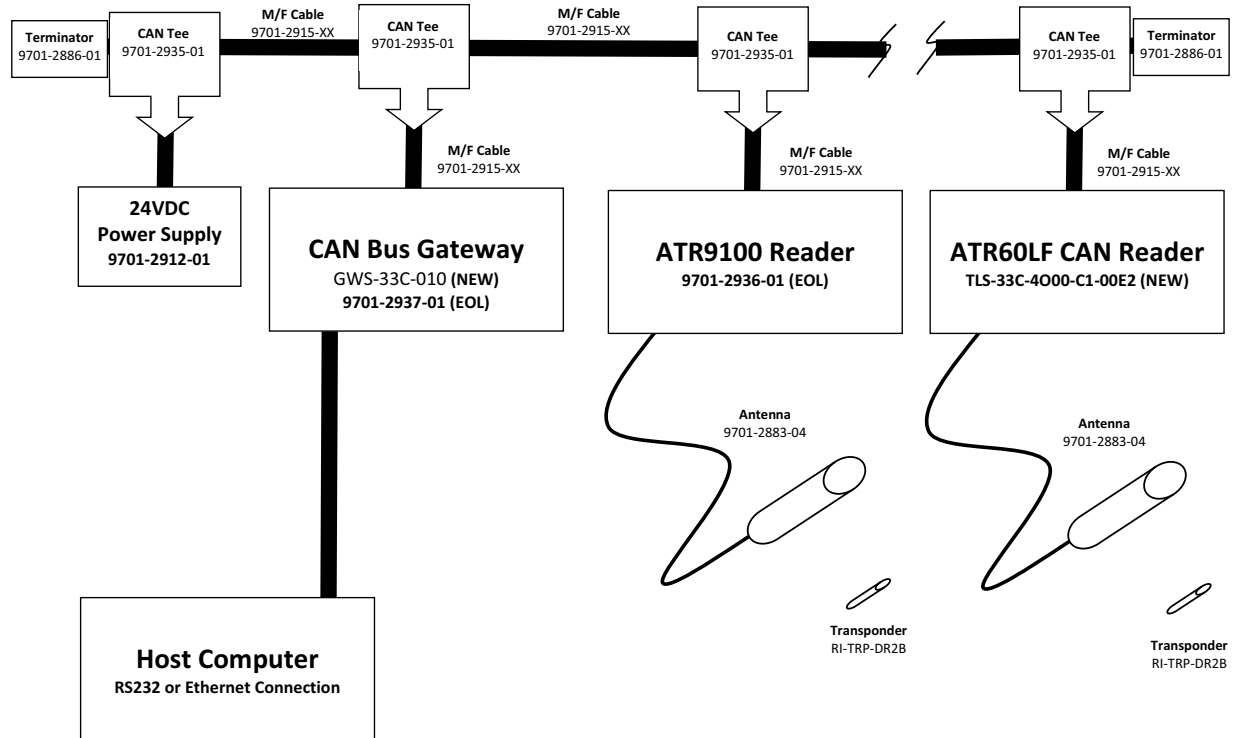 Terminator
9701-2886-01
CAN Tee
9701-2935-01
M/F Cable
9701-2915-XX
CAN Tee
9701-2935-01
M/F Cable
9701-2915-XX
CAN Tee
9701-2935-01
CAN Tee
9701-2935-01
Terminator
9701-2886-01
M/F Cable
9701-2915-XX
M/F Cable
9701-2915-XX
M/F Cable
9701-2915-XX
24VDC
Power Supply
9701-2912-01
CAN Bus Gateway
GWS-33C-010 (NEW)
9701-2937-01 (EOL)
ATR9100 Reader
9701-2936-01 (EOL)
ATR60LF CAN Reader
TLS-33C-4O00-C1-00E2 (NEW)
Antenna
9701-2883-04
Antenna
9701-2883-04
Transponder
RI-TRP-DR2B
Transponder
RI-TRP-DR2B
Host Computer
RS232 or Ethernet Connection